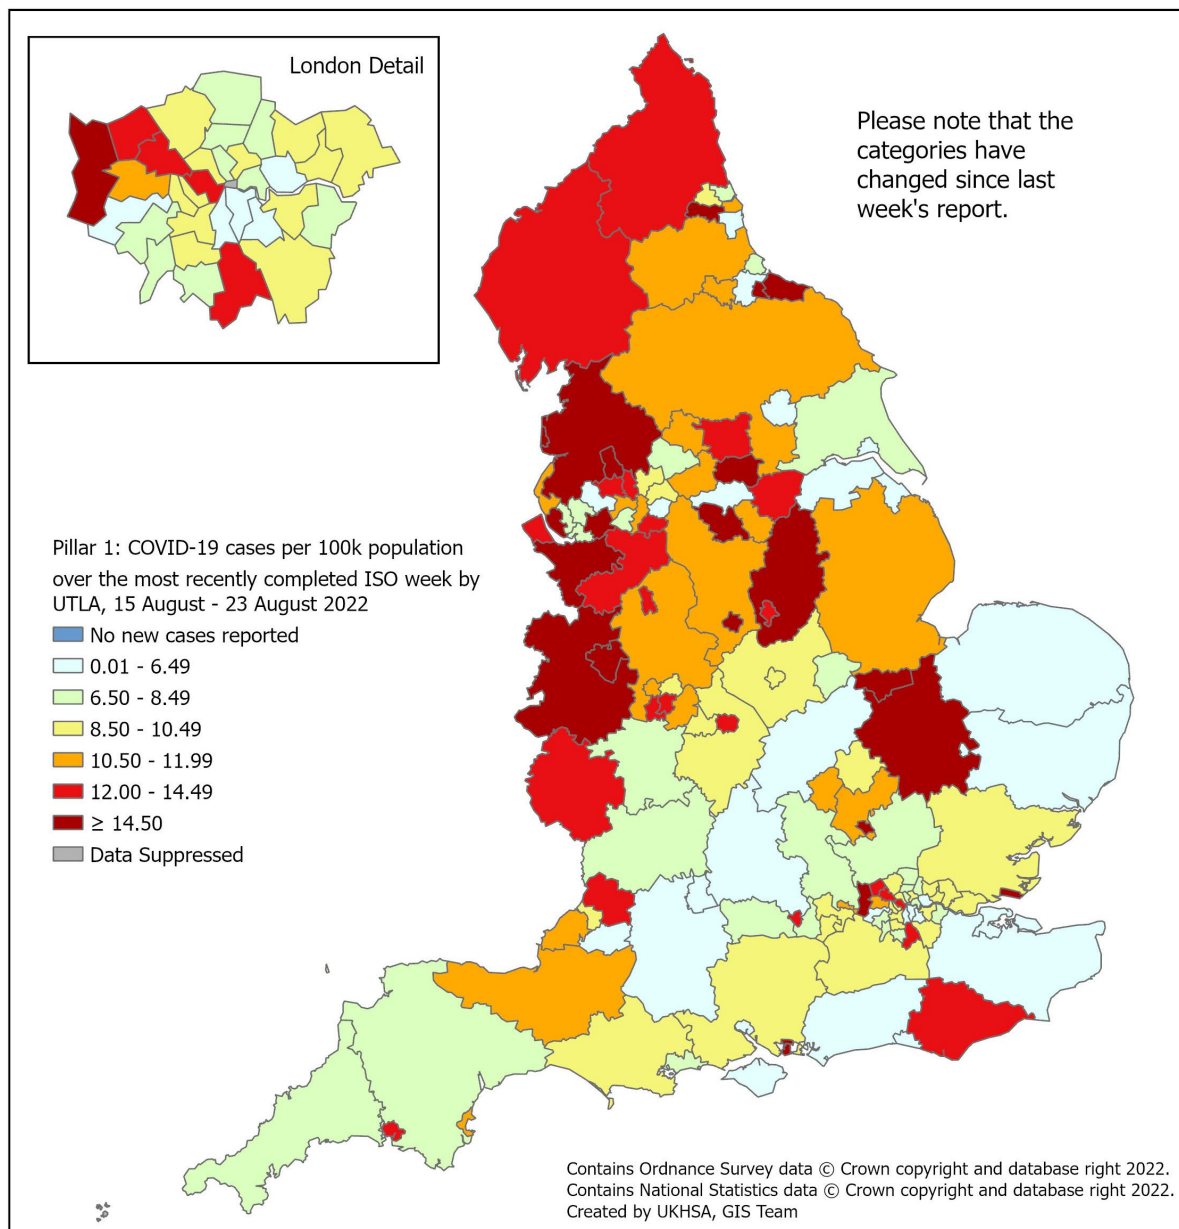 London Detail
Please note that the
categories have
changed since last
week's report.
Pillar 1: COVID-19 cases per 100k population
over the most recently completed ISO week by
UTLA, 15 August - 23 August 2022
No new cases reported
0.01 - 6.49
6.50 - 8.49
8.50 - 10.49
10.50 - 11.99
12.00 - 14.49
≥ 14.50
Data Suppressed
Contains Ordnance Survey data © Crown copyright and database right 2022.
Contains National Statistics data © Crown copyright and database right 2022.
Created by UKHSA, GIS Team